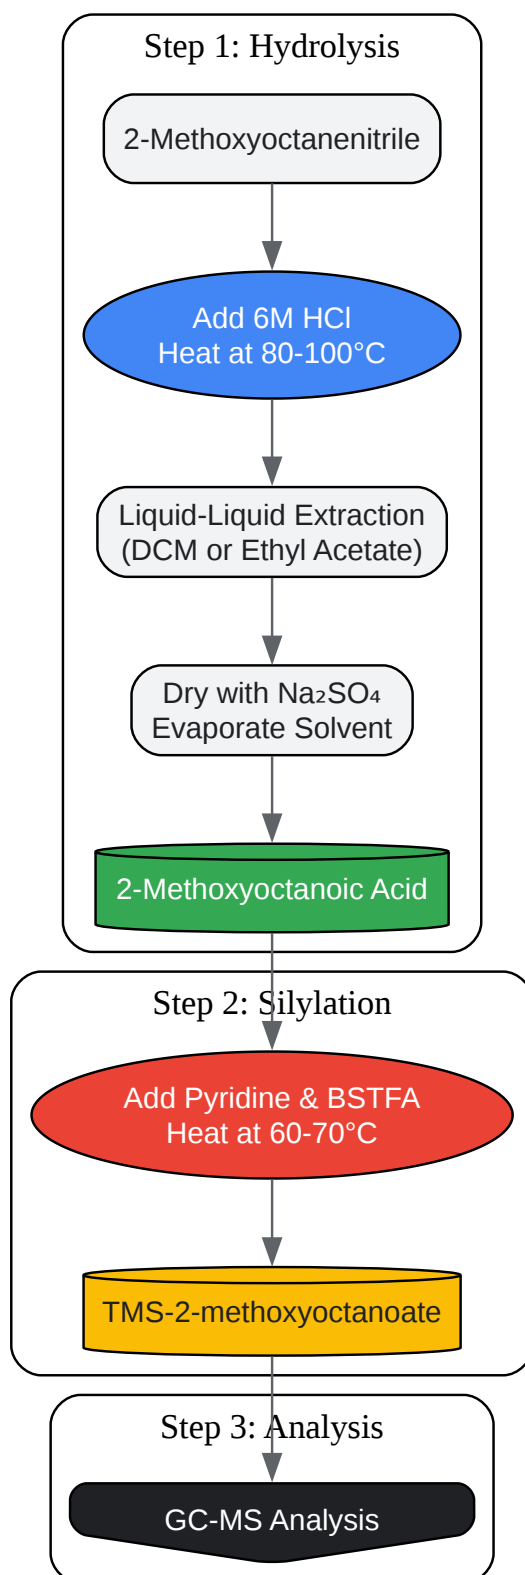 Step 1: Hydrolysis
2-Methoxyoctanenitrile
Add 6M HCl
Heat at 80-100°C
Liquid-Liquid Extraction
(DCM or Ethyl Acetate)
Dry with Na₂SO₄
Evaporate Solvent
2-Methoxyoctanoic Acid
Step 2: Silylation
Add Pyridine & BSTFA
Heat at 60-70°C
TMS-2-methoxyoctanoate
Step 3: Analysis
GC-MS Analysis